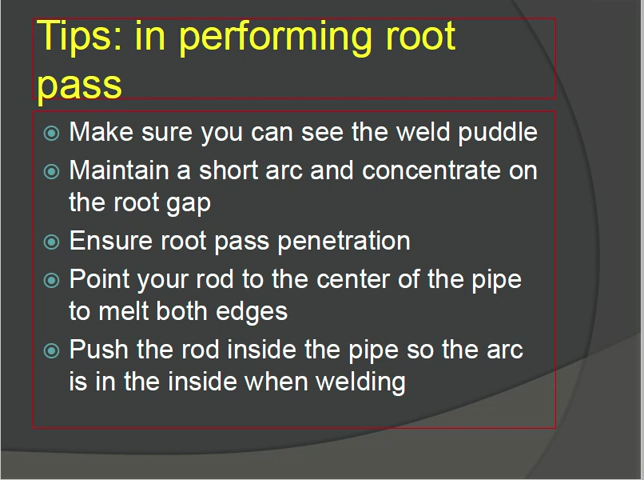 Tips: in performing root
pass
Make sure you can see the weld puddle
Maintain a short arc and concentrate on
the root gap
Ensure root pass penetration
Point your rod to the center of the pipe
to melt both edges
Push the rod inside the pipe so the arc
is in the inside when welding